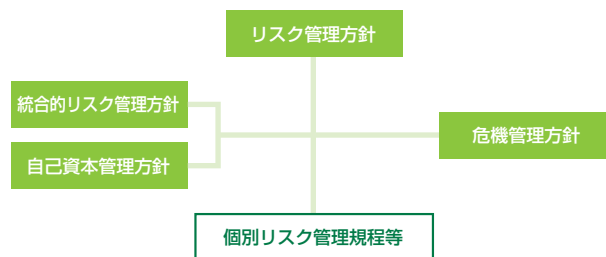 リスク管理方針
統合的リスク管理方針
自己資本管理方針
危機管理方針
個別リスク管理規程等